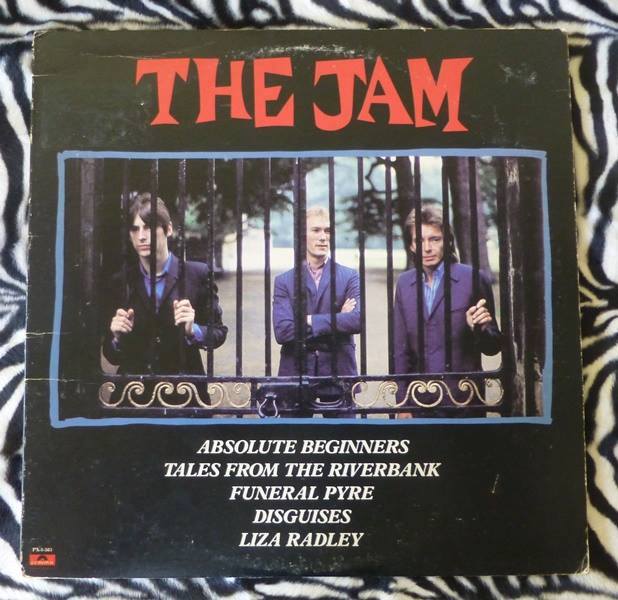 THE JAM
ABSOLUTE BEGINNERS
TALES FROM THE RIVERBANK
FUNERAL PYRE
DISGUISES
LIZA RADLEY